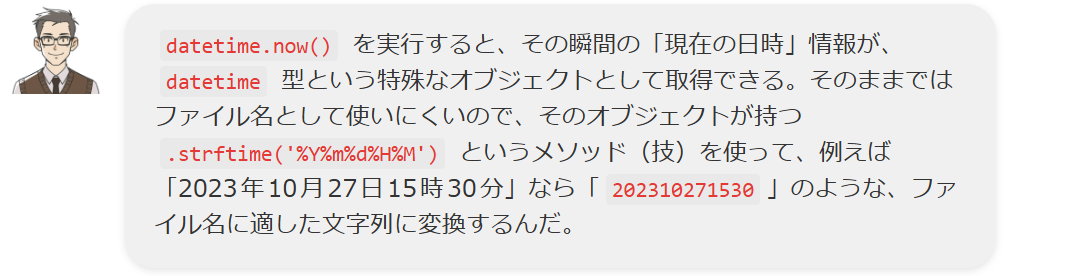 datetime.now() を実行すると、その瞬間の「現在の日時」情報が、
datetime 型という特殊なオブジェクトとして取得できる。そのままでは
ファイル名として使いにくいので、そのオブジェクトが持つ
.strftime('%Y%m%d%H%M') というメソッド（技）を使って、例えば
「2023年10月27日15時30分」なら「 202310271530 」のような、ファ
イル名に適した文字列に変換するんだ。